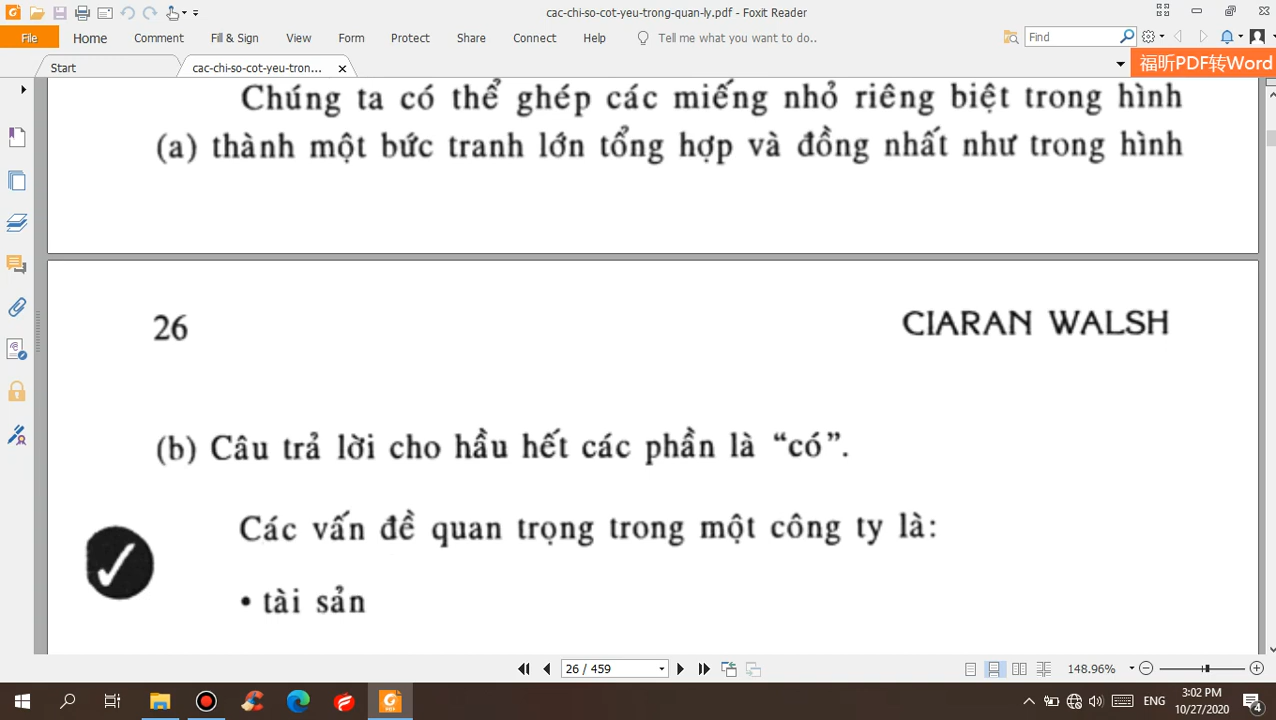 cac-chi-so-cot-yeu-trong-quan-ly.pdf - Foxit Reader
File Home Comment Fill & Sign View Form Protect Share Connect Help Tell me what you want to do.. Find
Start cac-chi-so-cot-yeu-tron... 福昕PDF转Word
Chúng ta có thể ghép các miếng nhỏ riêng biệt trong hình
(a) thành một bức tranh lớn tổng hợp và đồng nhất như trong hình
26 CIARAN WALSH
(b) Câu trả lời cho hầu hết các phần là “có”.
Các vấn đề quan trọng trong một công ty là:
• tài sản
26 / 459 148.96%
ENG 3:02 PM
10/27/2020 4